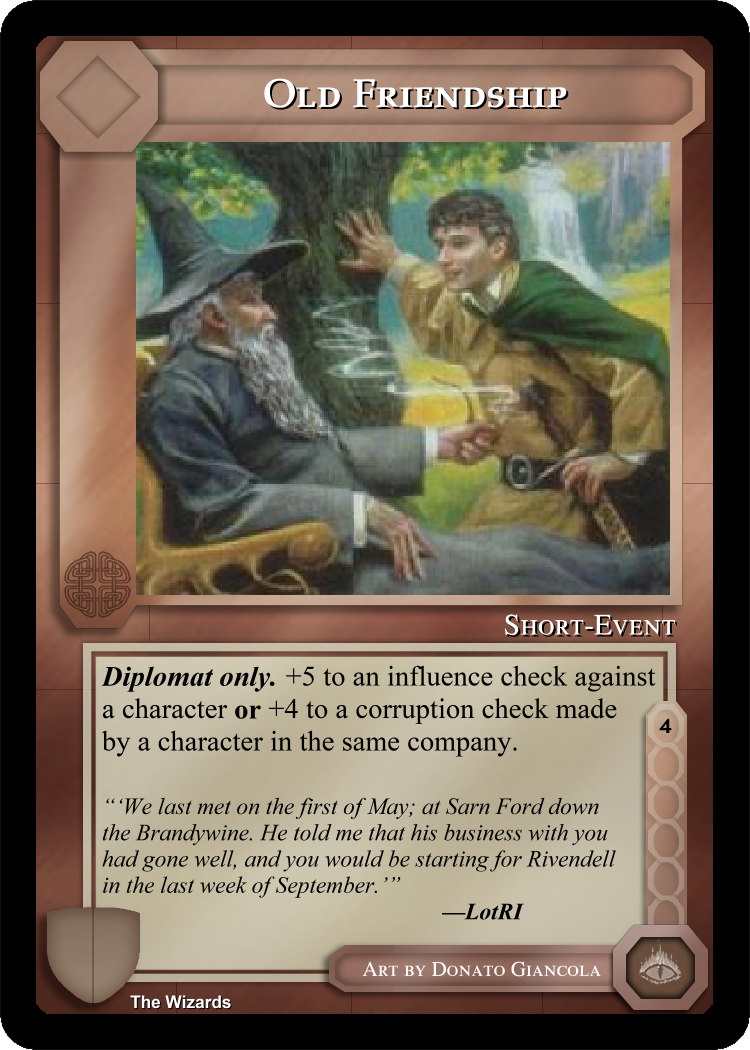 Old Friendship
Short-Event
Diplomat only. +5 to an influence check against
a character or +4 to a corruption check made
by a character in the same company.
4
“‘We last met on the first of May; at Sarn Ford down
the Brandywine. He told me that his business with you
had gone well, and you would be starting for Rivendell
in the last week of September.’”
—LotRI
Art by Donato Giancola
The Wizards